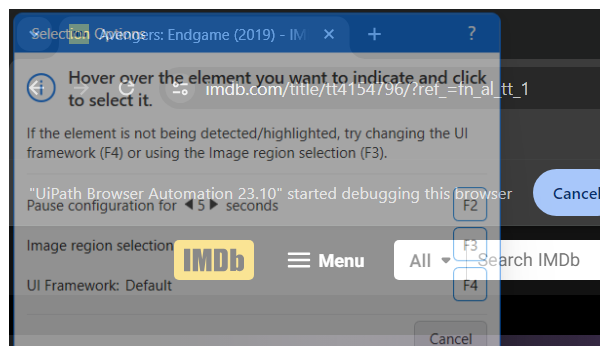 Selection Options
Avengers: Endgame (2019) - IM
?
Hover over the element you want to indicate and click
to select it.
imdb.com/title/tt4154796/?ref_=fn_al_tt_1
If the element is not being detected/highlighted, try changing the UI
framework (F4) or using the Image region selection (F3).
"UiPath Browser Automation 23.10" started debugging this browser
Cancel
Pause configuration for 5 seconds F2
Image region selection F3
IMDb Menu All Search IMDb
UI Framework: Default F4
Cancel